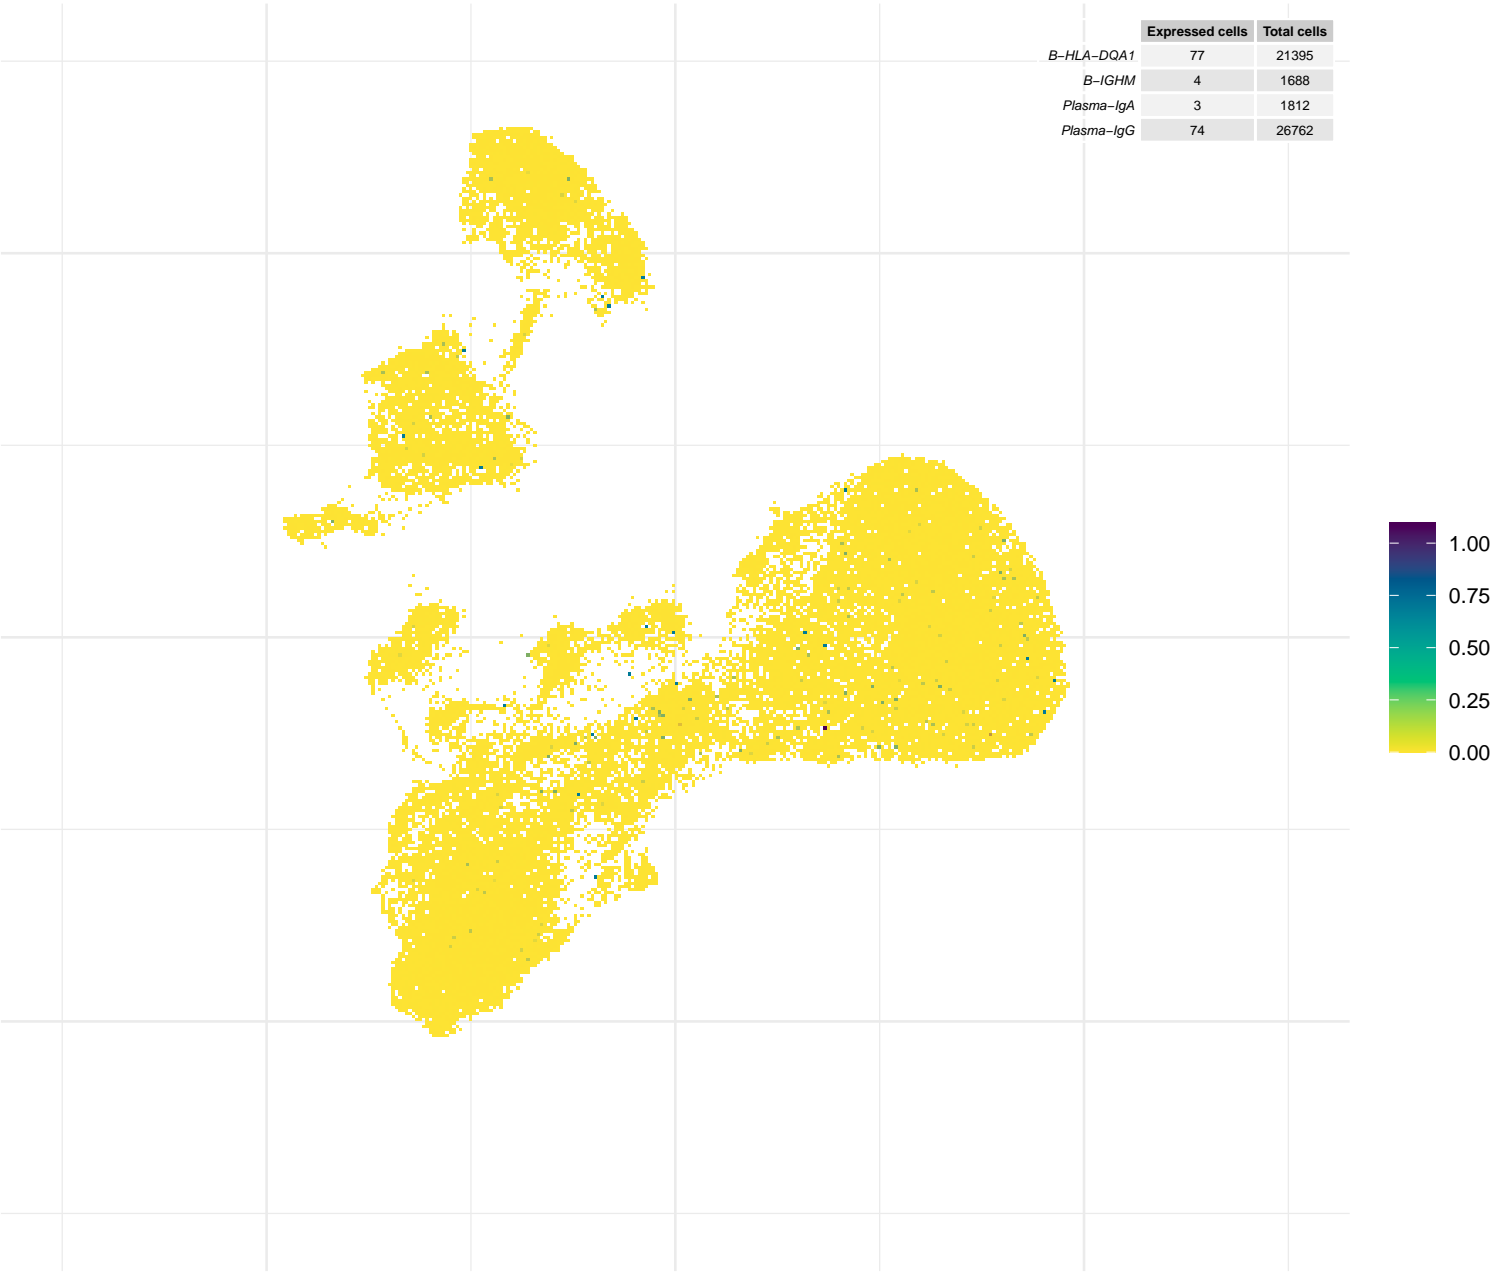 Expressed cells Total cells
B−HLA−DQA1 77 21395
B−IGHM 4 1688
Plasma−IgA 3 1812
Plasma−IgG 74 26762
1.00
0.75
0.50
0.25
0.00